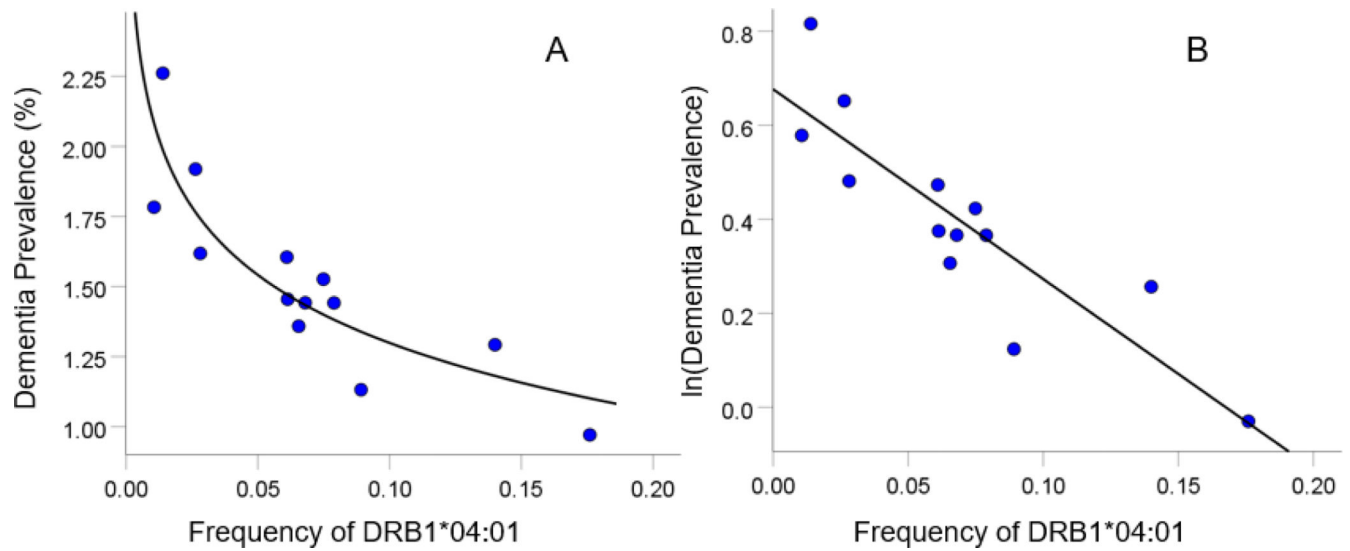 A
Dementia Prevalence (%)
2.25
2.00
1.75
1.50
1.25
1.00
0.00 0.05 0.10 0.15 0.20
Frequency of DRB1*04:01
B
ln(Dementia Prevalence)
0.8
0.6
0.4
0.2
0.0
0.00 0.05 0.10 0.15 0.20
Frequency of DRB1*04:01